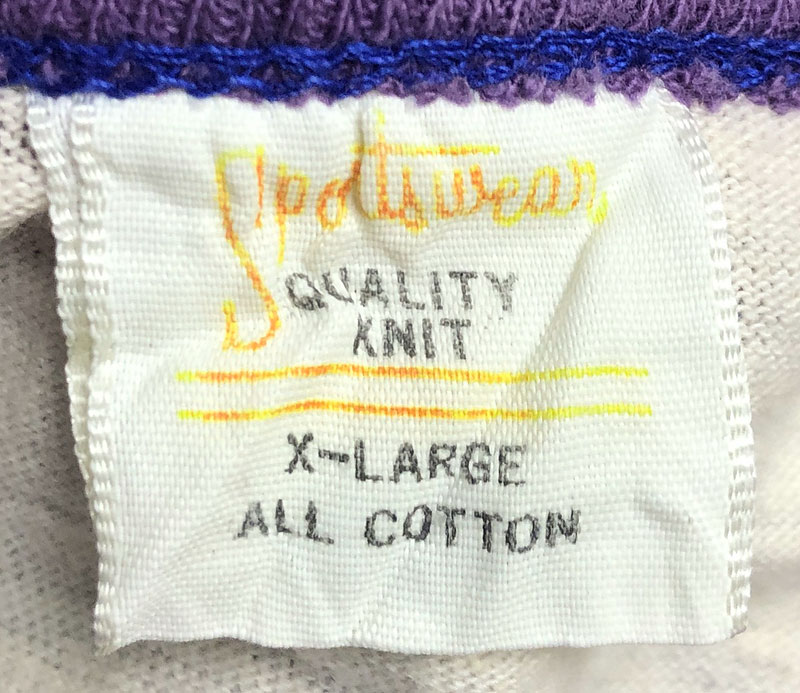 Sportswear
QUALITY
KNIT
X-LARGE
ALL COTTON